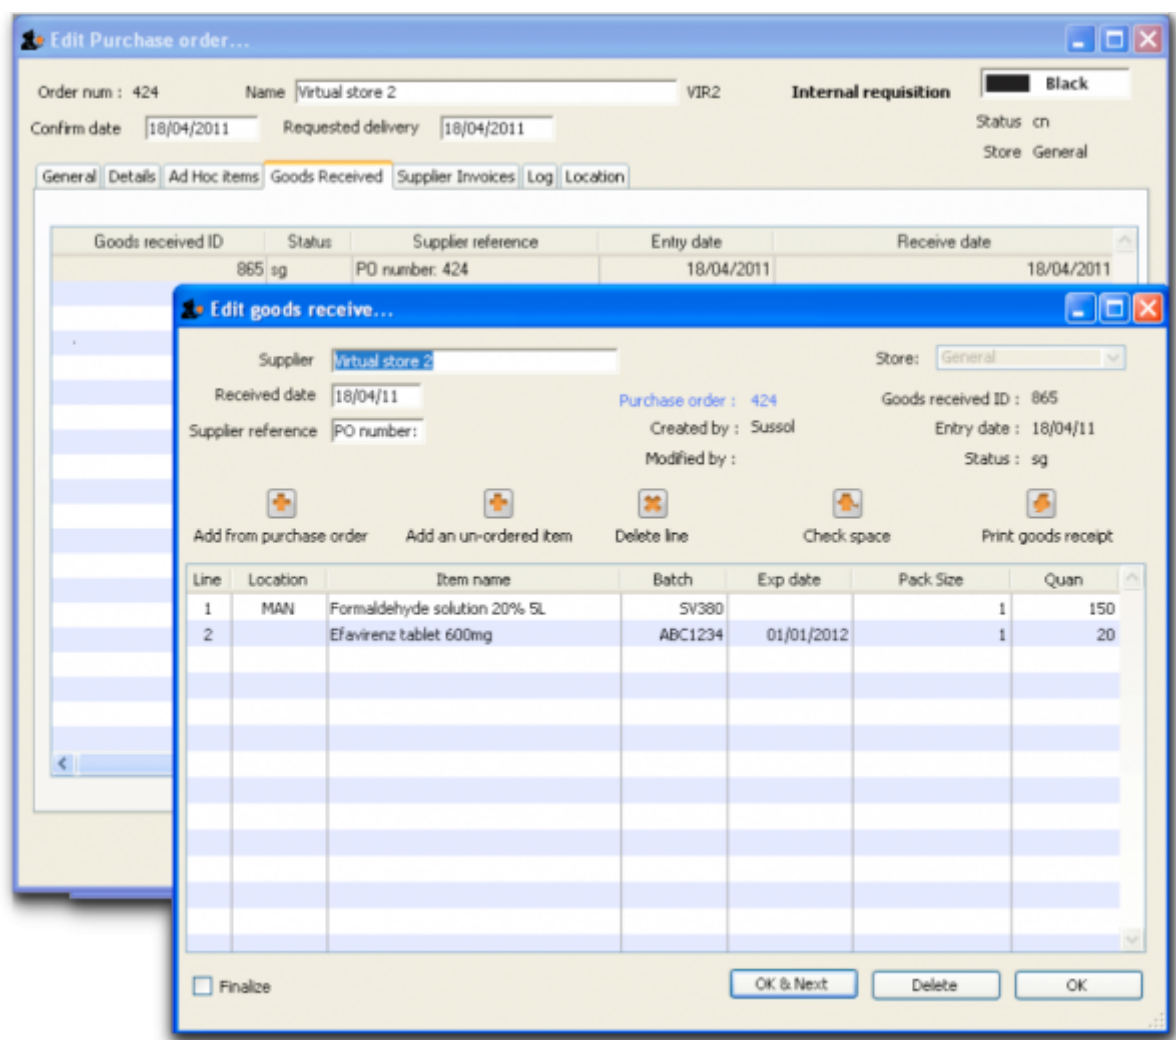 Edit Purchase order...
Order num : 424 Name Virtual store 2 VIR2 Internal requisition Black
Confirm date 18/04/2011 Requested delivery 18/04/2011 Status cn
Store General
General Details Ad Hoc items Goods Received Supplier Invoices Log Location
Goods received ID Status Supplier reference Entry date Receive date
865 sg PO number: 424 18/04/2011 18/04/2011
Edit goods receive...
Supplier Virtual store 2 Store: General
Received date 18/04/11 Purchase order : 424 Goods received ID : 865
Supplier reference PO number: Created by : Sussol Entry date : 18/04/11
Modified by : Status : sg
Add from purchase order Add an un-ordered item Delete line Check space Print goods receipt
Line Location Item name Batch Exp date Pack Size Quan
1 MAN Formaldehyde solution 20% 5L SV380 1 150
2 Efavirenz tablet 600mg ABC1234 01/01/2012 1 20
Finalize OK & Next Delete OK